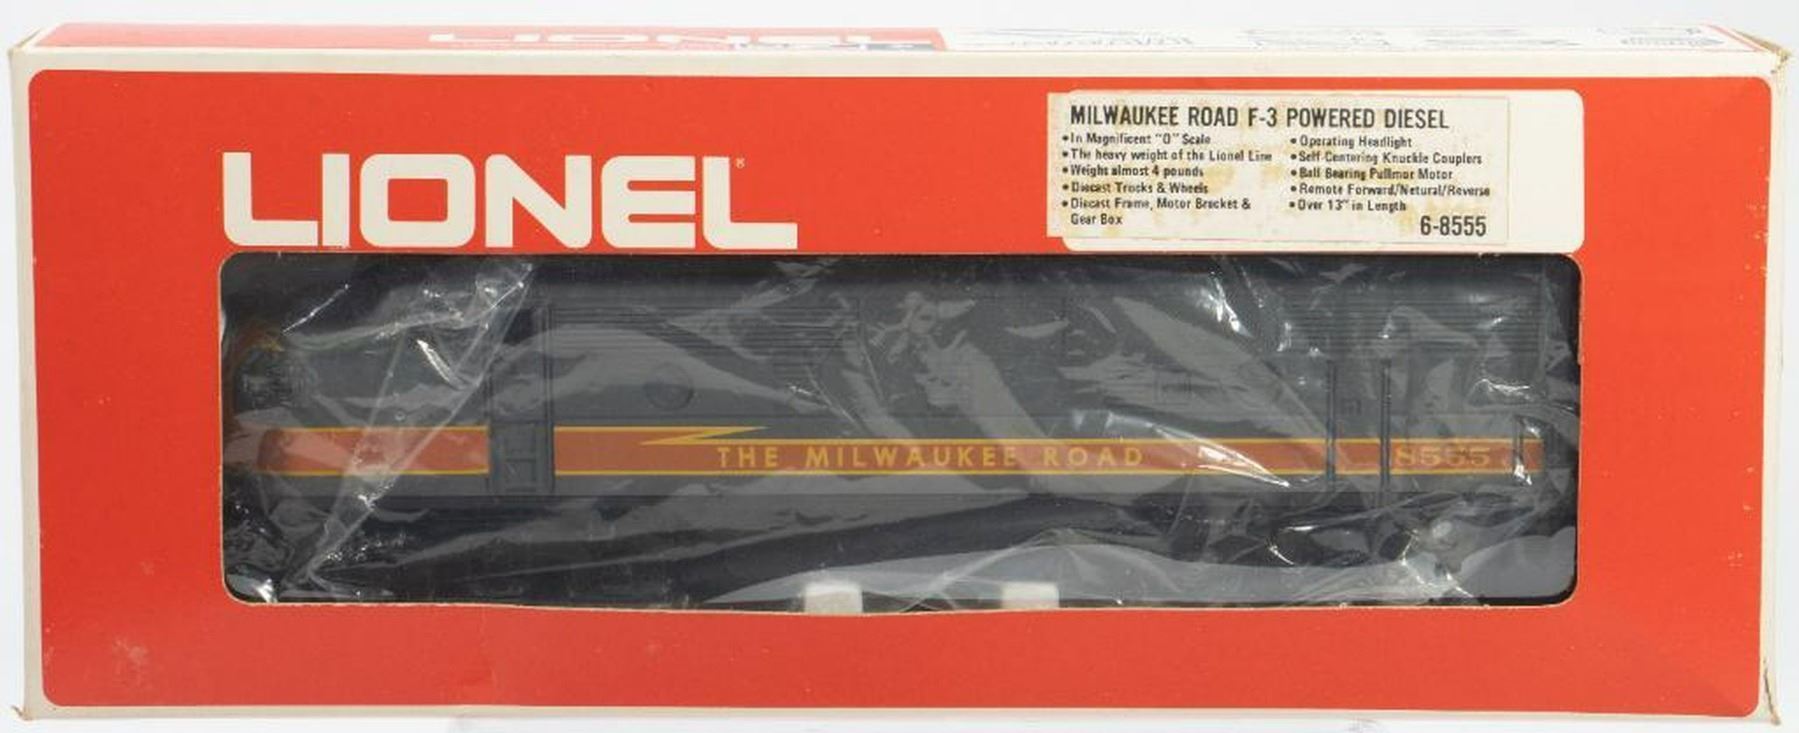 LIONEL
LIONEL®
MILWAUKEE ROAD F-3 POWERED DIESEL
• In Magnificent "O" Scale
• The heavy weight of the Lionel Line
• Weighs almost 4 pounds
• Diecast Trucks & Wheels
• Diecast Frame, Motor Bracket &
Gear Box
• Operating Headlight
• Self-Centering Knuckle Couplers
• Ball Bearing Pullmor Motor
• Remote Forward/Netural/Reverse
• Over 13" in Length
6-8555
THE MILWAUKEE ROAD
8555